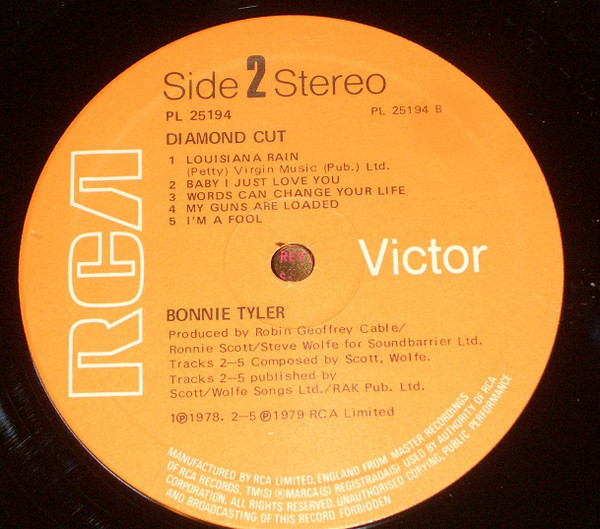 Side 2 Stereo
PL 25194
PL 25194 B
DIAMOND CUT
1 LOUISIANA RAIN
(Petty) Virgin Music (Pub.) Ltd.
2 BABY I JUST LOVE YOU
3 WORDS CAN CHANGE YOUR LIFE
4 MY GUNS ARE LOADED
5 I'M A FOOL
RCA
Victor
BONNIE TYLER
Produced by Robin Geoffrey Cable/
Ronnie Scott/Steve Wolfe for Soundbarrier Ltd.
Tracks 2–5 Composed by Scott, Wolfe.
Tracks 2–5 published by
Scott/Wolfe Songs Ltd./RAK Pub. Ltd.
1℗1978. 2–5℗1979 RCA Limited
MANUFACTURED BY RCA LIMITED, ENGLAND FROM MASTER RECORDINGS
OF RCA RECORDS. TM(S) ® MARCA(S) REGISTRADA(S) USED BY AUTHORITY OF RCA
CORPORATION. ALL RIGHTS RESERVED. UNAUTHORISED COPYING, PUBLIC PERFORMANCE
AND BROADCASTING OF THIS RECORD FORBIDDEN